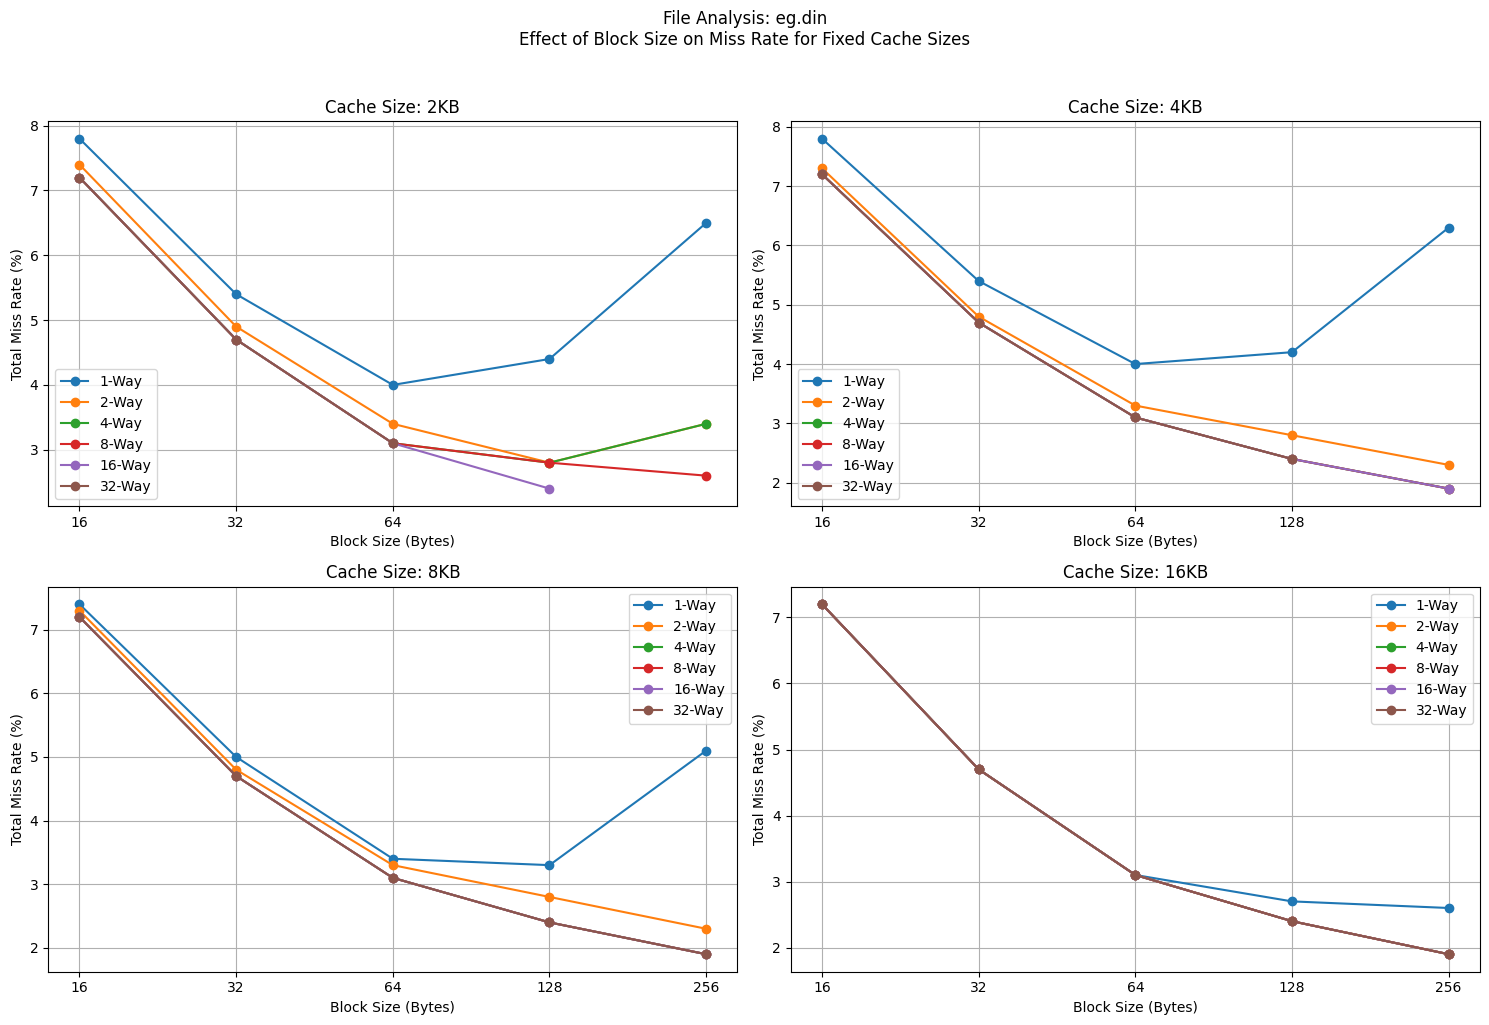 File Analysis: eg.din
Effect of Block Size on Miss Rate for Fixed Cache Sizes
Cache Size: 2KB
8
7
6
5
4
3
Total Miss Rate (%)
1-Way
2-Way
4-Way
8-Way
16-Way
32-Way
16
32
64
Block Size (Bytes)
Cache Size: 4KB
8
7
6
5
4
3
2
Total Miss Rate (%)
1-Way
2-Way
4-Way
8-Way
16-Way
32-Way
16
32
64
128
Block Size (Bytes)
Cache Size: 8KB
7
6
5
4
3
2
Total Miss Rate (%)
1-Way
2-Way
4-Way
8-Way
16-Way
32-Way
16
32
64
128
256
Block Size (Bytes)
Cache Size: 16KB
7
6
5
4
3
2
Total Miss Rate (%)
1-Way
2-Way
4-Way
8-Way
16-Way
32-Way
16
32
64
128
256
Block Size (Bytes)